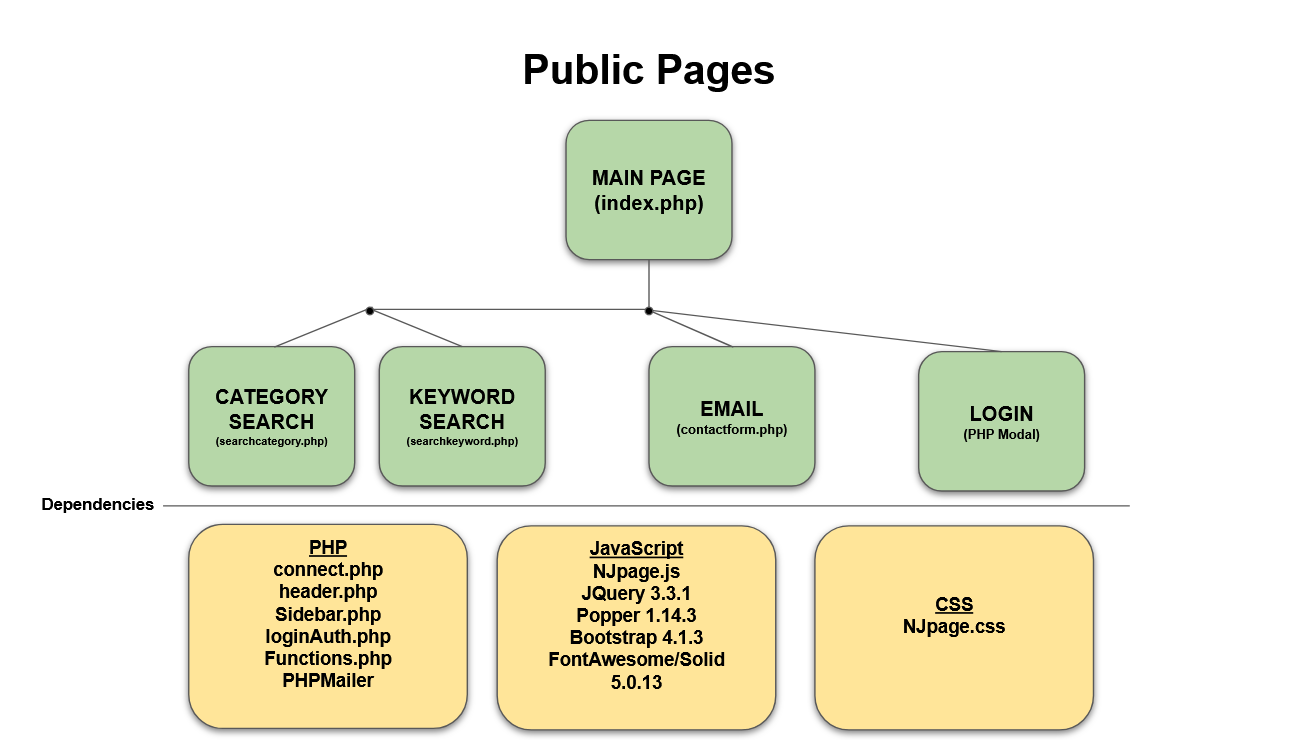 Public Pages
MAIN PAGE
(index.php)
CATEGORY
SEARCH
(searchcategory.php)
KEYWORD
SEARCH
(searchkeyword.php)
EMAIL
(contactform.php)
LOGIN
(PHP Modal)
Dependencies
PHP
connect.php
header.php
Sidebar.php
loginAuth.php
Functions.php
PHPMailer
JavaScript
NJpage.js
JQuery 3.3.1
Popper 1.14.3
Bootstrap 4.1.3
FontAwesome/Solid
5.0.13
CSS
NJpage.css